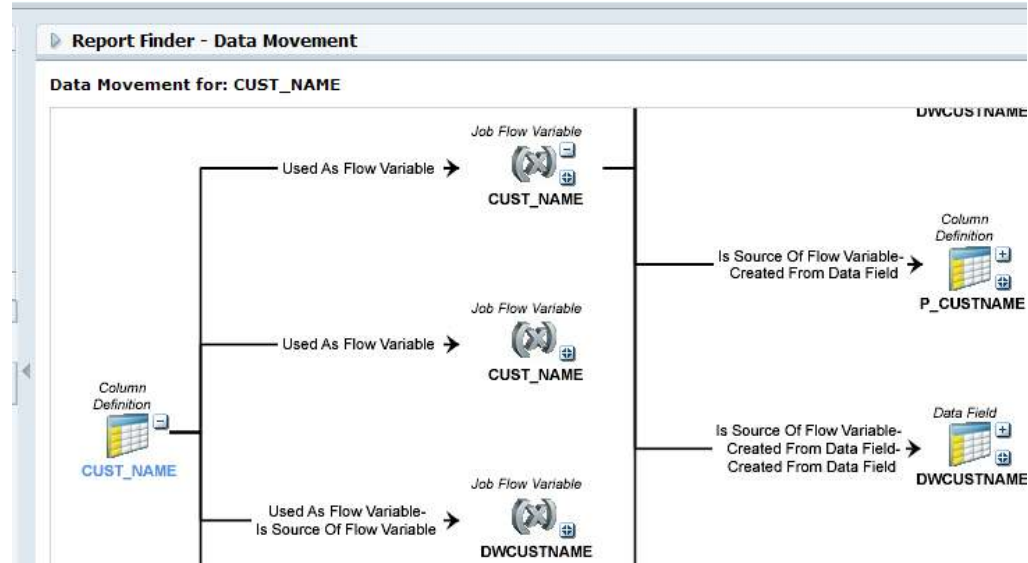 Report Finder - Data Movement
Data Movement for: CUST_NAME
DWCUSTNAME
Job Flow Variable
Used As Flow Variable
CUST_NAME
Column
Definition
Is Source Of Flow Variable-
Created From Data Field
P_CUSTNAME
Job Flow Variable
Used As Flow Variable
CUST_NAME
Column
Definition
CUST_NAME
Data Field
Is Source Of Flow Variable-
Created From Data Field-
Created From Data Field
DWCUSTNAME
Job Flow Variable
Used As Flow Variable-
Is Source Of Flow Variable
DWCUSTNAME